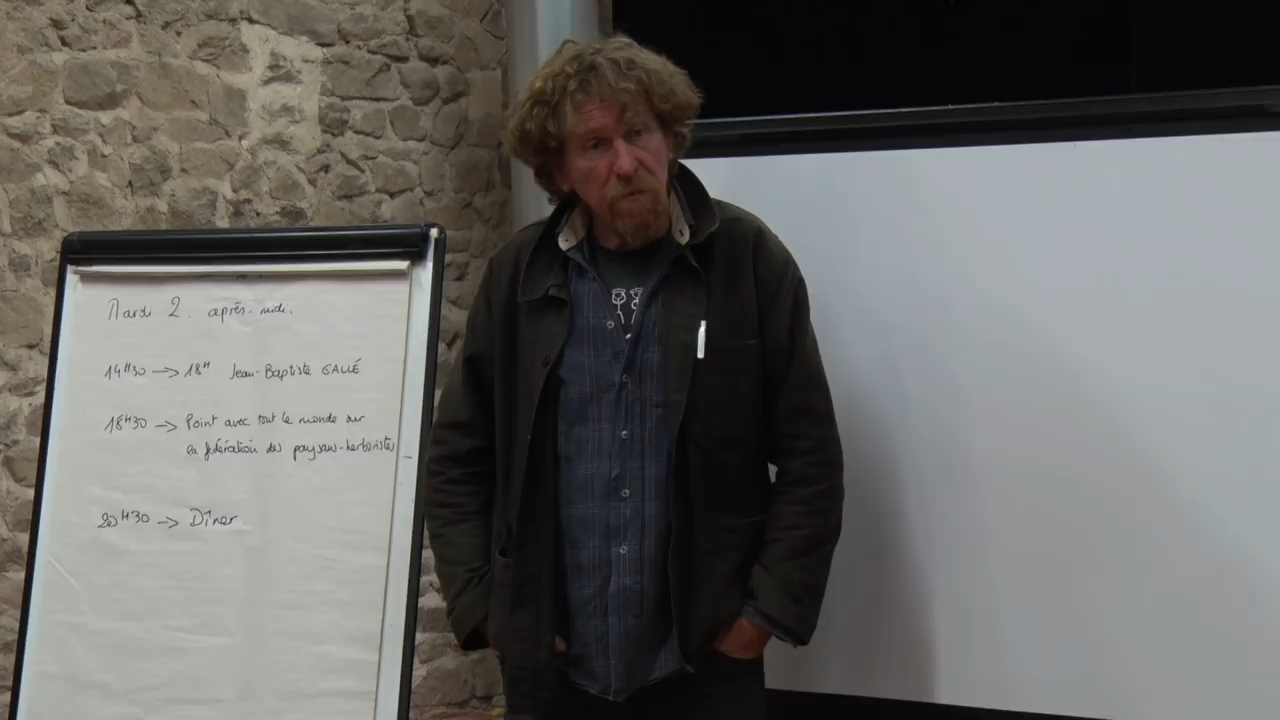 Mardi 2. après-midi.
14H30 → 18H Jean-Baptiste GALLÉ
18H30 → Point avec tout le monde sur
la fédération des paysans-herboristes
20H30 → Dîner.